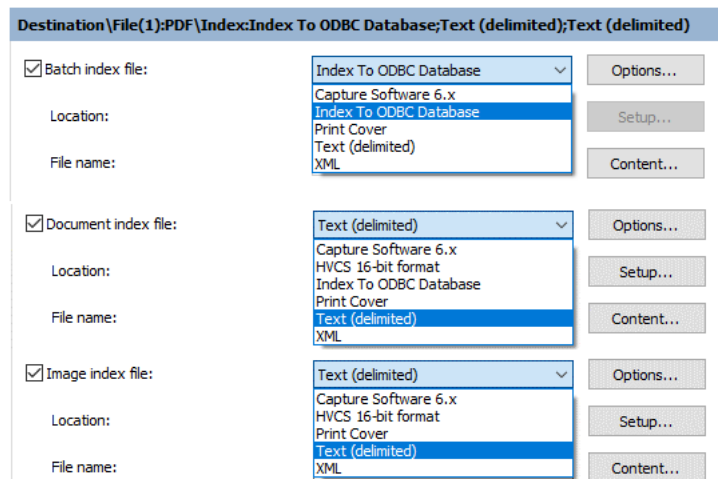 Destination\File(1):PDF\Index:Index To ODBC Database;Text (delimited);Text (delimited)
Batch index file: Index To ODBC Database Options...
Capture Software 6.x
Location: Index To ODBC Database Setup...
Print Cover
Text (delimited)
File name: XML Content...
Document index file: Text (delimited) Options...
Capture Software 6.x
Location: HVCS 16-bit format Setup...
Index To ODBC Database
Print Cover
File name: Text (delimited) Content...
XML
Image index file: Text (delimited) Options...
Capture Software 6.x
Location: HVCS 16-bit format Setup...
Print Cover
Text (delimited)
File name: XML Content...